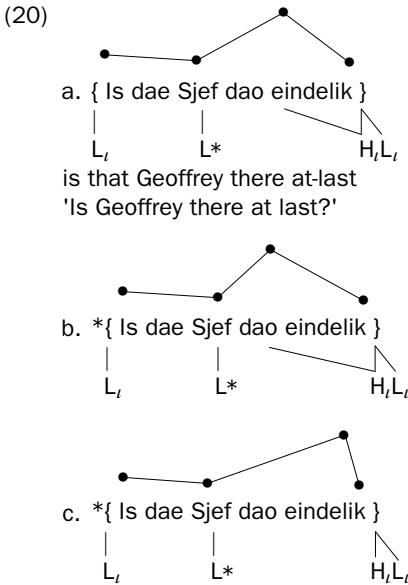 (20)
a. { Is dae Sjef dao eindelik }
Lι L* HιLι
is that Geoffrey there at-last
'Is Geoffrey there at last?'
b. *{ Is dae Sjef dao eindelik }
Lι L* HιLι
c. *{ Is dae Sjef dao eindelik }
Lι L* HιLι